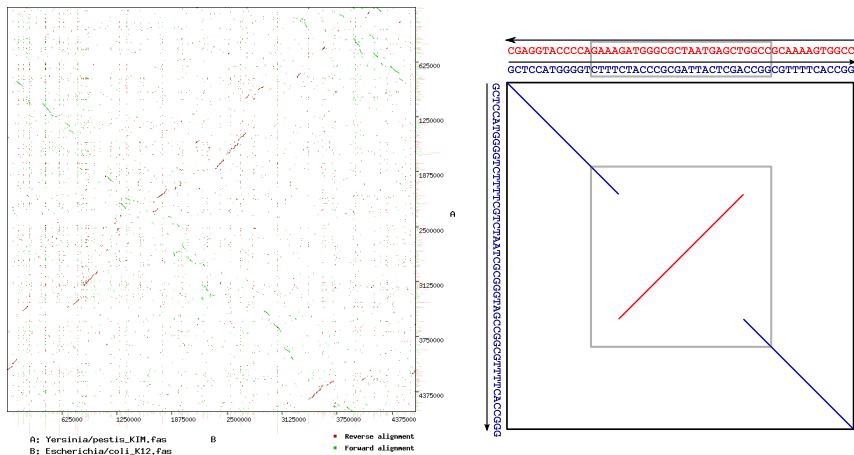 625000
1250000
1875000
2500000
3125000
3750000
4375000
A
625000 1250000 1875000 2500000 3125000 3750000 4375000
A: Yersinia/pestis_KIM.fas B
B: Escherichia/coli_K12.fas
Reverse alignment
Forward alignment
CGAGGTACCCCAGAAAGATGGGCGCTAATGAGCTGGCCGCAAAAGTGGCC
GCTCCATGGGGTCTTTCTACCCGCGATTACTCGACCGGCGTTTTCACCGG